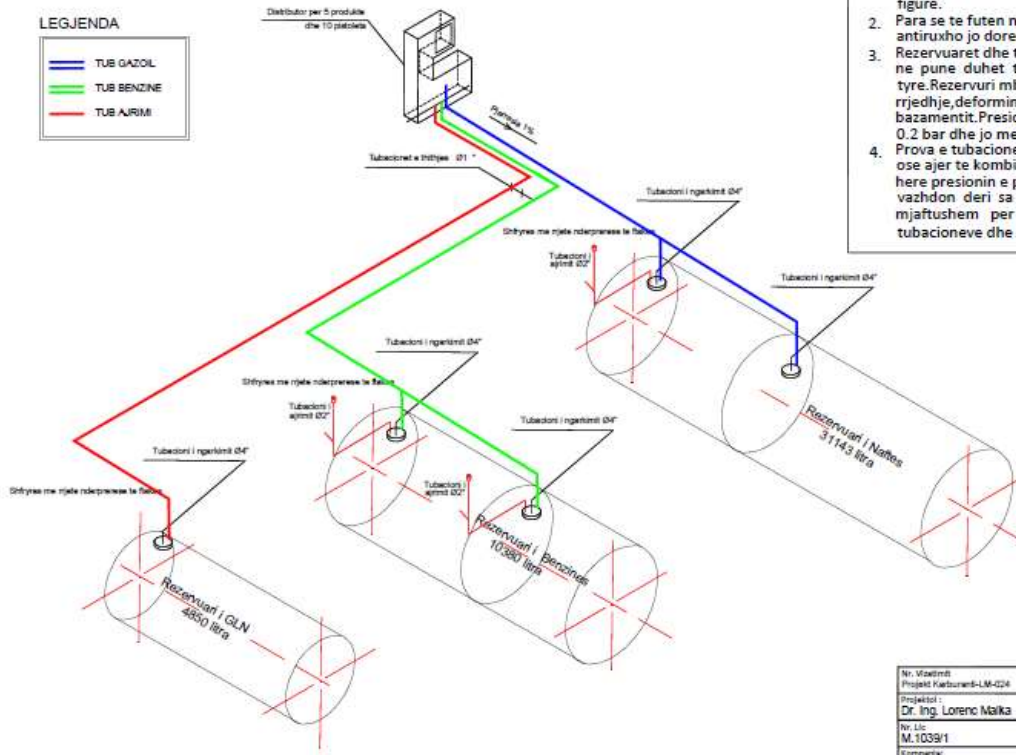 LEGJENDA
TUB GAZOIL
TUB BENZINE
TUB AJRIMI
Distributor per 5 produkte
dhe 10 pistoleta
Pjerresia 1%
Tubacionet e thithjes Ø1 "
Tubacioni i ngarkimit Ø4"
Shfryres me rrjete nderprerese te flakes
Tubacioni i
ajrimit Ø2"
Tubacioni i ngarkimit Ø4"
Rezervuari i Naftes
31143 litra
Tubacioni i ngarkimit Ø4"
Shfryres me rrjete nderprerese te flakes
Tubacioni i
ajrimit Ø2"
Tubacioni i ngarkimit Ø4"
Tubacioni i
ajrimit Ø2"
Rezervuari i Benzines
10380 litra
Tubacioni i ngarkimit Ø4"
Shfryres me rrjete nderprerese te flakes
Rezervuari i GLN
4850 litra
figure.
2. Para se te futen n
antiruxho jo dore
3. Rezervuaret dhe t
ne pune duhet t
tyre.Rezervuri mb
rrjedhje,deformin
bazamentit.Presio
0.2 bar dhe jo me
4. Prova e tubacione
ose ajer te kombi
here presionin e p
vazhdon deri sa
mjaftushem per
tubacioneve dhe
Nr. Vizatimit
Projekt Karburanti-LM-024
Projektoi :
Dr. Ing. Lorenc Malka
Nr. Lic
M.1039/1